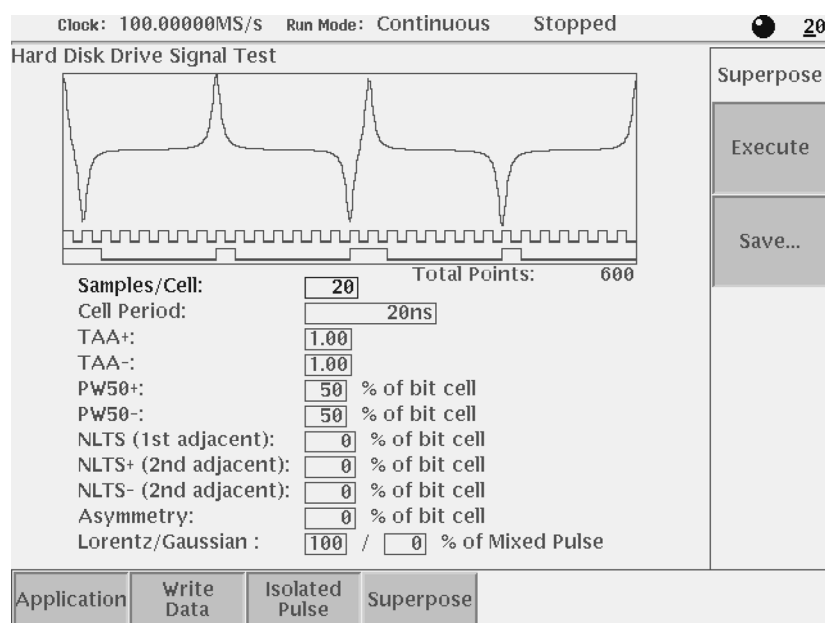 Clock: 100.00000MS/s Run Mode: Continuous Stopped 20
Hard Disk Drive Signal Test
Superpose
Execute
Save...
Total Points: 600
Samples/Cell: 20
Cell Period: 20ns
TAA+: 1.00
TAA-: 1.00
PW50+: 50 % of bit cell
PW50-: 50 % of bit cell
NLTS (1st adjacent): 0 % of bit cell
NLTS+ (2nd adjacent): 0 % of bit cell
NLTS- (2nd adjacent): 0 % of bit cell
Asymmetry: 0 % of bit cell
Lorentz/Gaussian : 100 / 0 % of Mixed Pulse
Application
Write Data
Isolated Pulse
Superpose